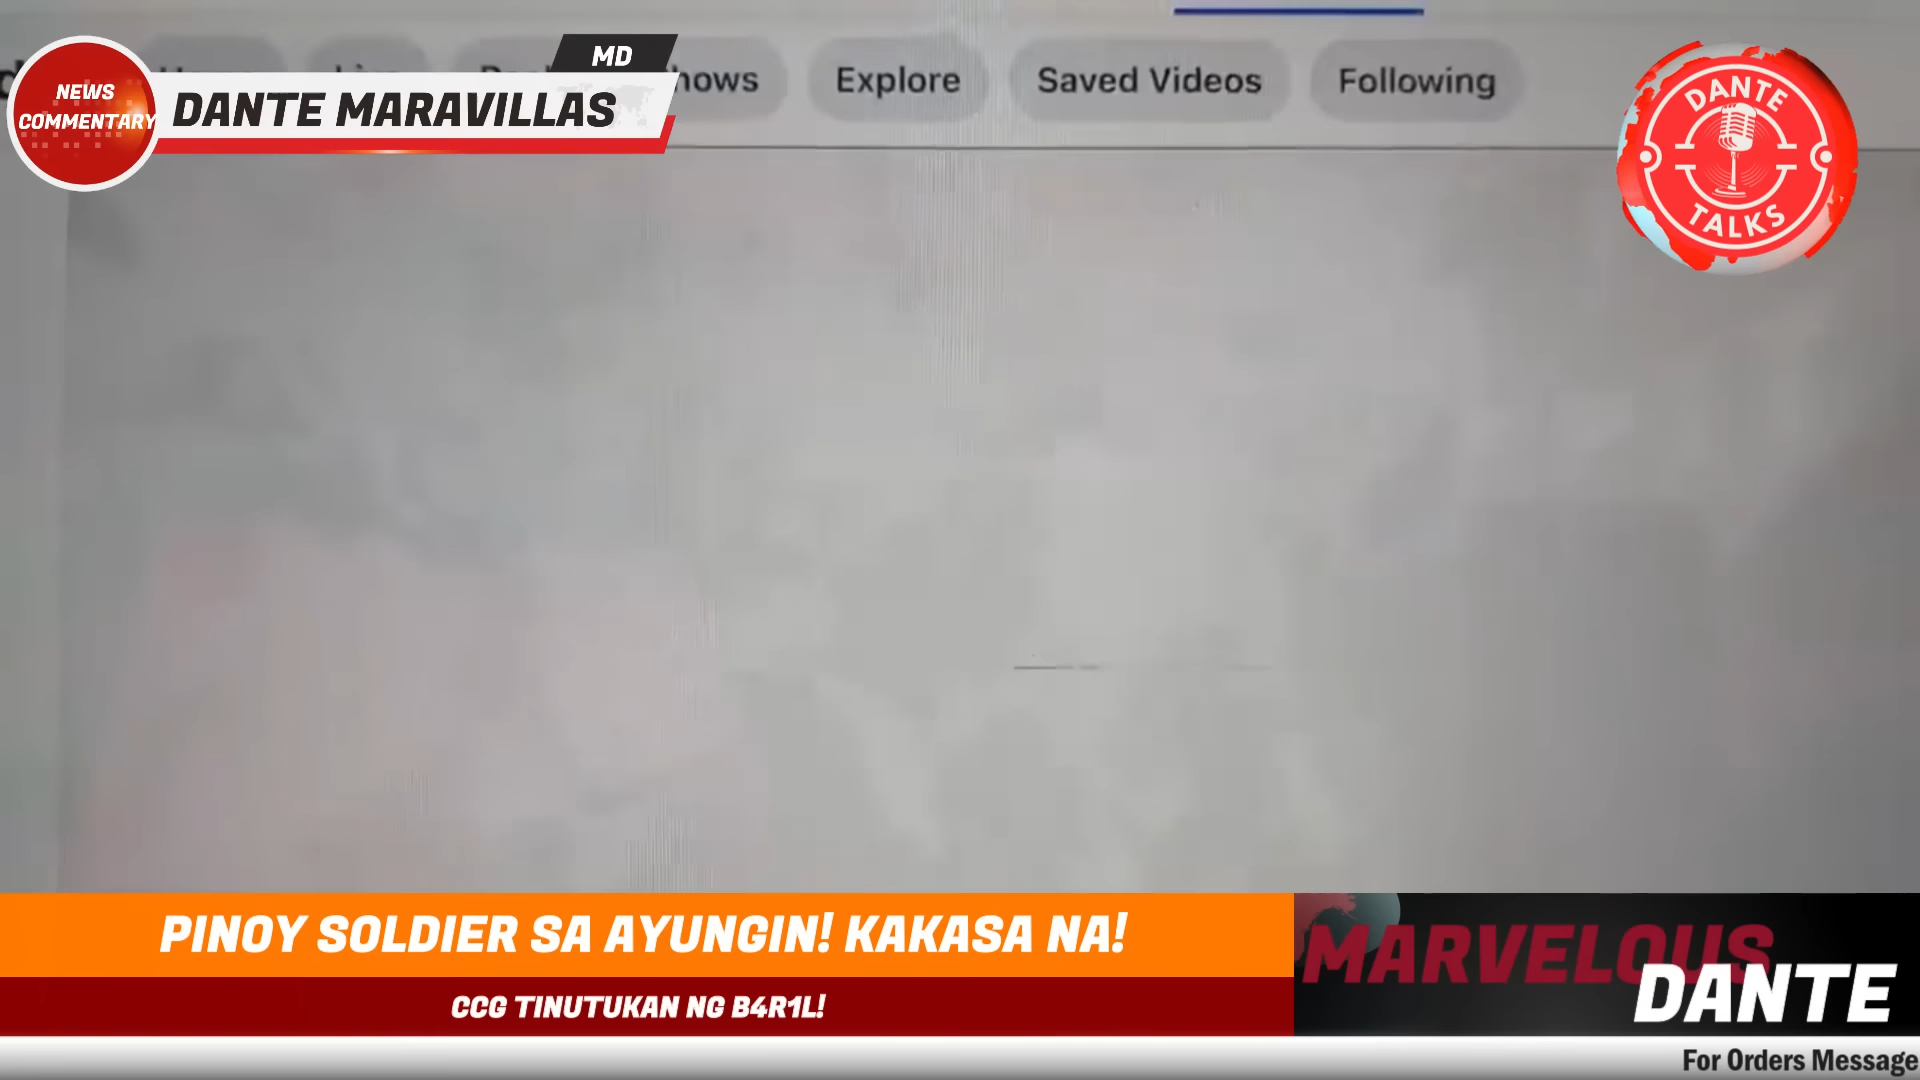 MD
NEWS
COMMENTARY
DANTE MARAVILLAS
Explore
Saved Videos
Following
DANTE
TALKS
PINOY SOLDIER SA AYUNGIN! KAKASA NA!
CCG TINUTUKAN NG B4R1L!
MARVELOUS
DANTE
For Orders Message